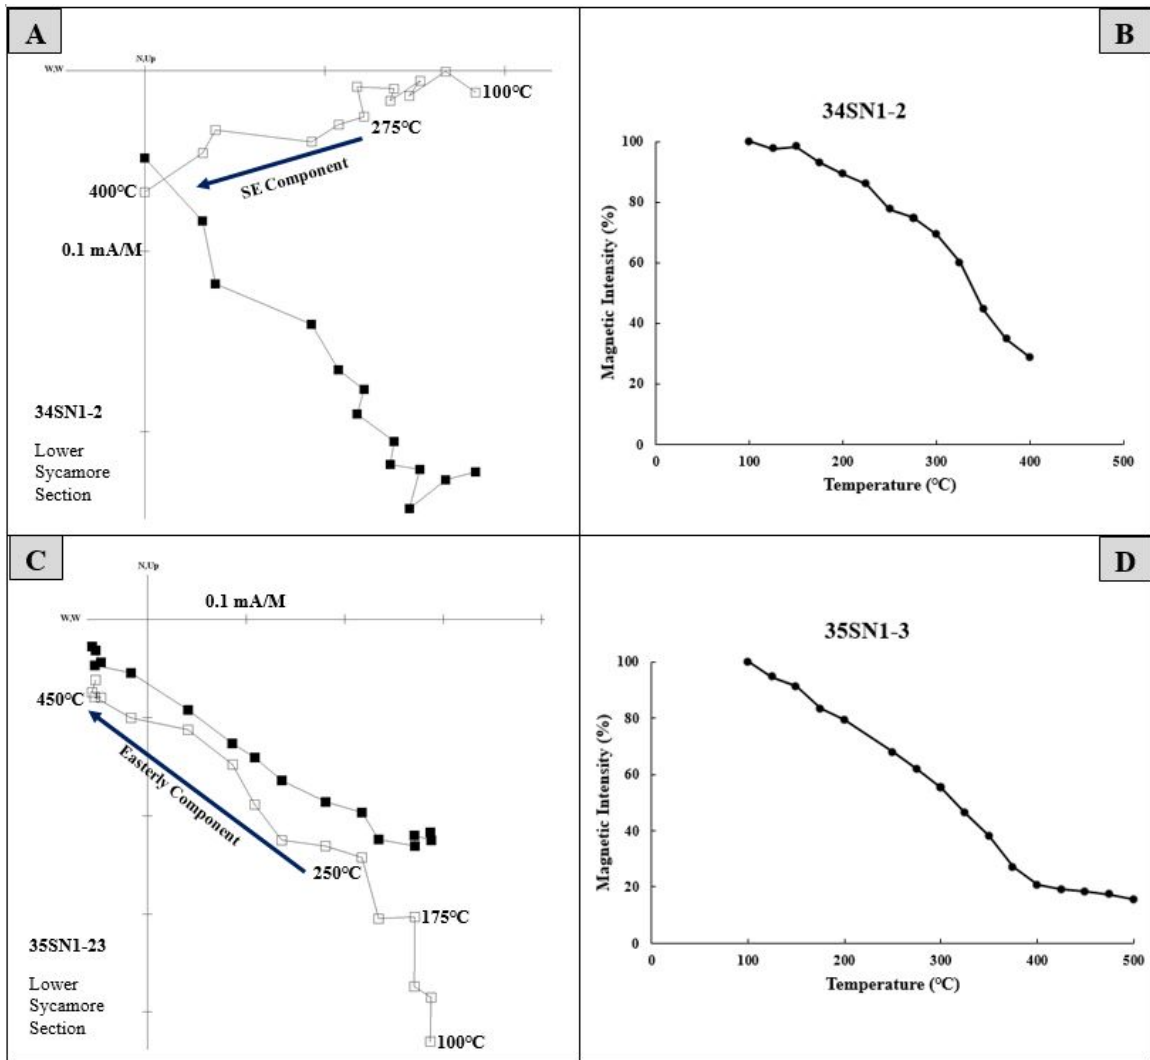 A
N,Up
W,W
100℃
275℃
SE Component
400℃
0.1 mA/M
34SN1-2
Lower
Sycamore
Section
B
34SN1-2
Magnetic Intensity (%)
100
80
60
40
20
0
0 100 200 300 400 500
Temperature (℃)
C
N,Up
0.1 mA/M
W,W
450℃
Easterly Component
250℃
175℃
35SN1-23
Lower
Sycamore
Section
100℃
D
35SN1-3
Magnetic Intensity (%)
100
80
60
40
20
0
0 100 200 300 400 500
Temperature (℃)